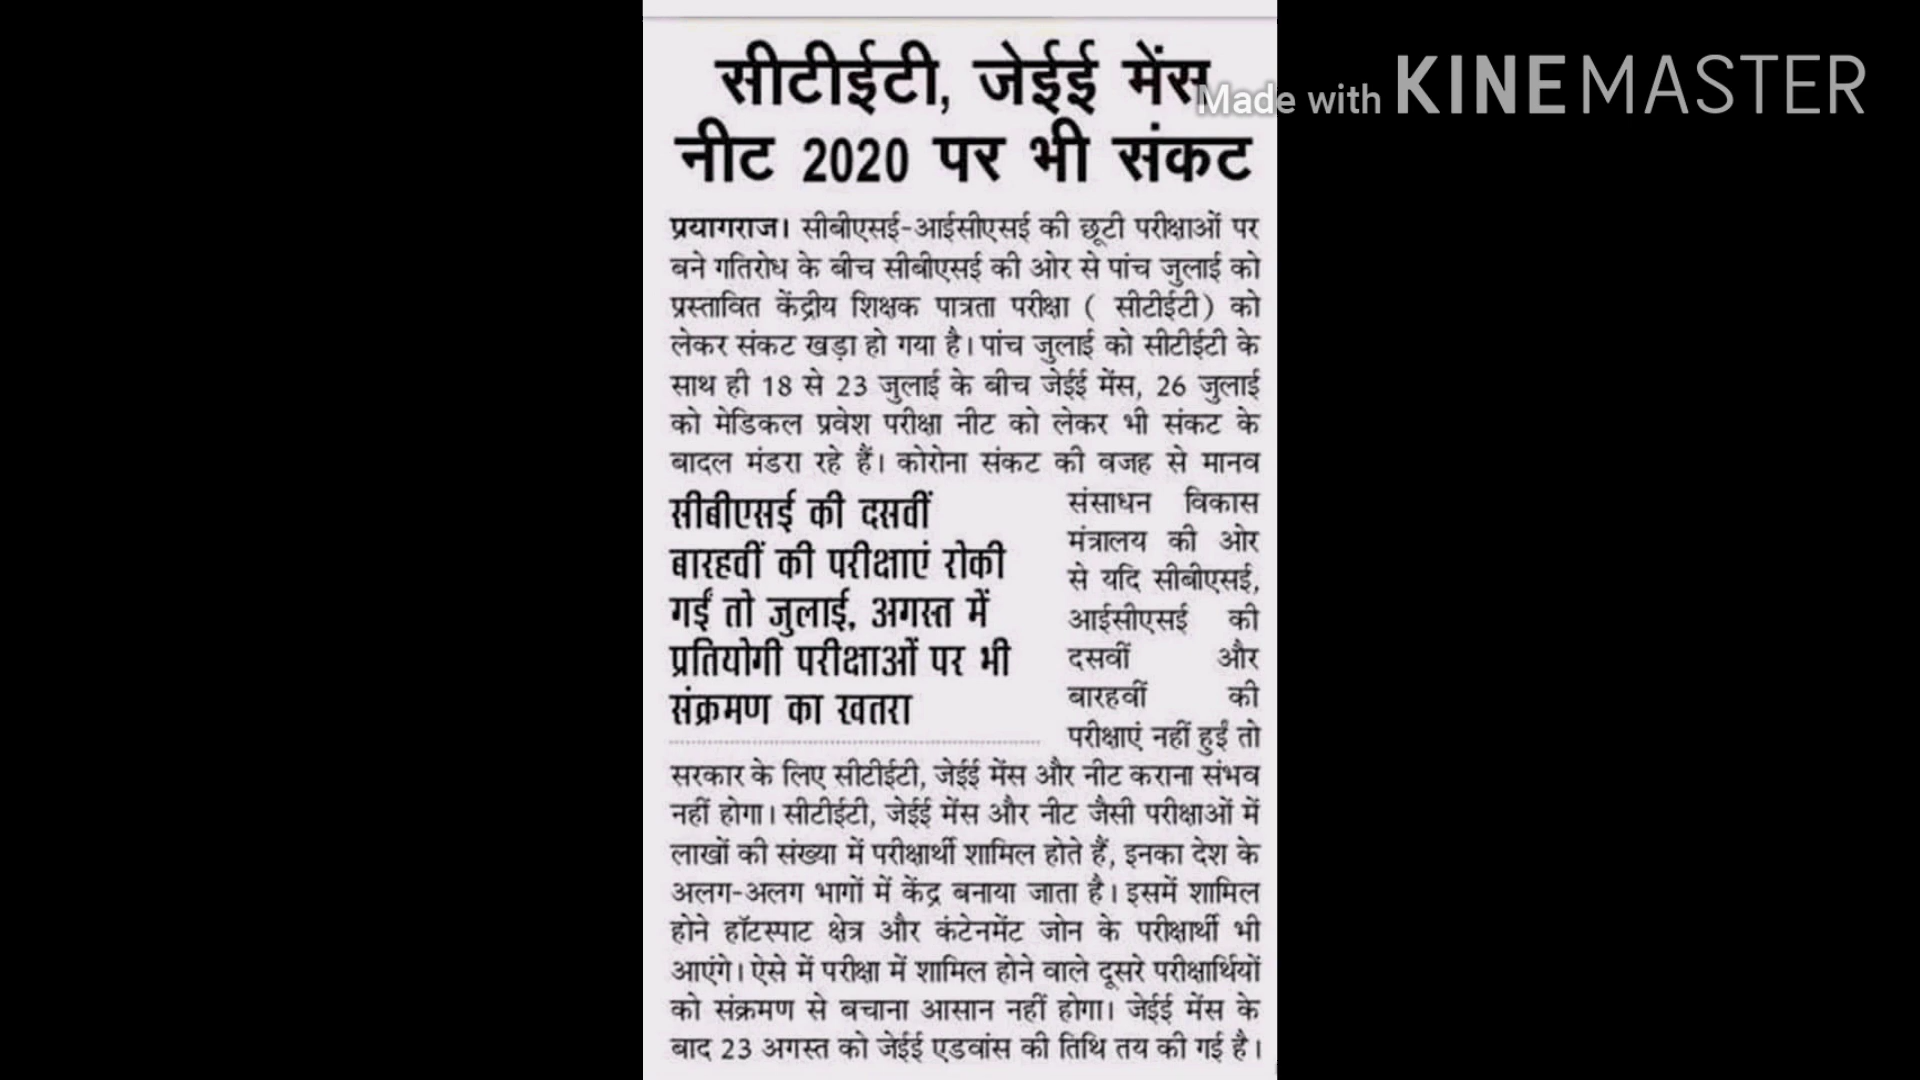 सीटीईटी, जेईई मेंस
Made with KINEMASTER
नीट 2020 पर भी संकट
प्रयागराज। सीबीएसई-आईसीएसई की छूटी परीक्षाओं पर
बने गतिरोध के बीच सीबीएसई की ओर से पांच जुलाई को
प्रस्तावित केंद्रीय शिक्षक पात्रता परीक्षा ( सीटीईटी) को
लेकर संकट खड़ा हो गया है। पांच जुलाई को सीटीईटी के
साथ ही 18 से 23 जुलाई के बीच जेईई मेंस, 26 जुलाई
को मेडिकल प्रवेश परीक्षा नीट को लेकर भी संकट के
बादल मंडरा रहे हैं। कोरोना संकट की वजह से मानव
सीबीएसई की दसवीं
बारहवीं की परीक्षाएं रोकी
गईं तो जुलाई, अगस्त में
प्रतियोगी परीक्षाओं पर भी
संक्रमण का खतरा
संसाधन विकास
मंत्रालय की ओर
से यदि सीबीएसई,
आईसीएसई की
दसवीं और
बारहवीं की
परीक्षाएं नहीं हुईं तो
सरकार के लिए सीटीईटी, जेईई मेंस और नीट कराना संभव
नहीं होगा। सीटीईटी, जेईई मेंस और नीट जैसी परीक्षाओं में
लाखों की संख्या में परीक्षार्थी शामिल होते हैं, इनका देश के
अलग-अलग भागों में केंद्र बनाया जाता है। इसमें शामिल
होने हॉटस्पाट क्षेत्र और कंटेनमेंट जोन के परीक्षार्थी भी
आएंगे। ऐसे में परीक्षा में शामिल होने वाले दूसरे परीक्षार्थियों
को संक्रमण से बचाना आसान नहीं होगा। जेईई मेंस के
बाद 23 अगस्त को जेईई एडवांस की तिथि तय की गई है।